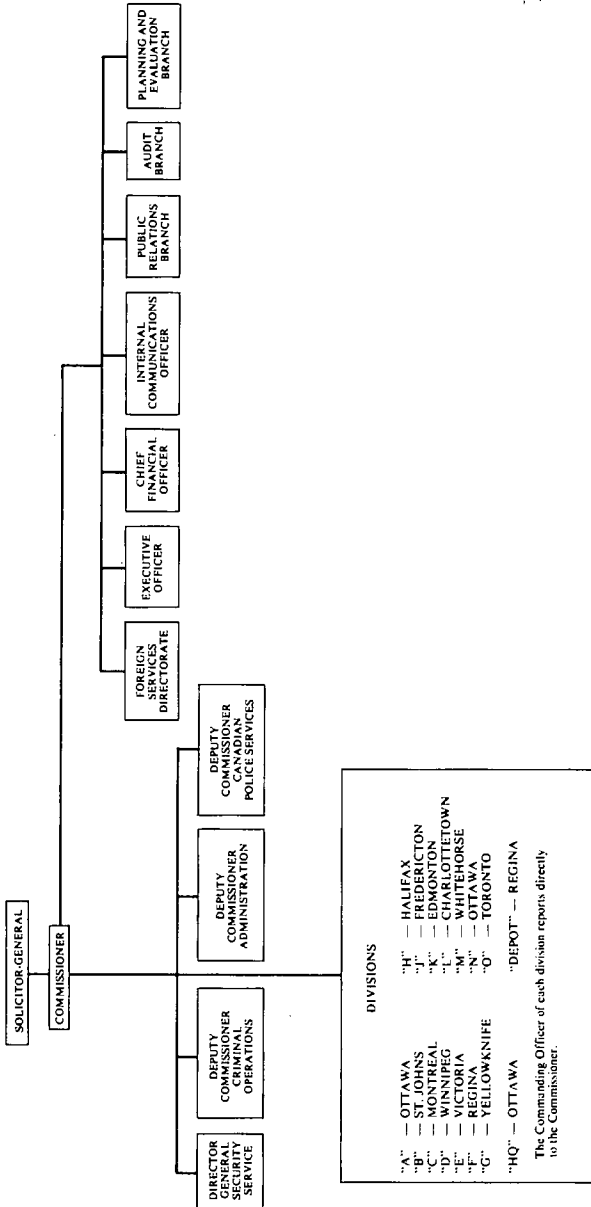 SOLICITOR-GENERAL
COMMISSIONER
FOREIGN
SERVICES
DIRECTORATE
EXECUTIVE
OFFICER
CHIEF
FINANCIAL
OFFICER
INTERNAL
COMMUNICATIONS
OFFICER
PUBLIC
RELATIONS
BRANCH
AUDIT
BRANCH
PLANNING AND
EVALUATION
BRANCH
DIRECTOR
GENERAL
SECURITY
SERVICE
DEPUTY
COMMISSIONER
CRIMINAL
OPERATIONS
DEPUTY
COMMISSIONER
ADMINISTRATION
DEPUTY
COMMISSIONER
CANADIAN
POLICE SERVICES
DIVISIONS
"A" — OTTAWA
"B" — ST. JOHNS
"C" — MONTREAL
"D" — WINNIPEG
"E" — VICTORIA
"F" — REGINA
"G" — YELLOWKNIFE
"HQ" — OTTAWA
"H" — HALIFAX
"J" — FREDERICTON
"K" — EDMONTON
"L" — CHARLOTTETOWN
"M" — WHITEHORSE
"N" — OTTAWA
"O" — TORONTO
"DEPOT" — REGINA
The Commanding Officer of each division reports directly
to the Commissioner.